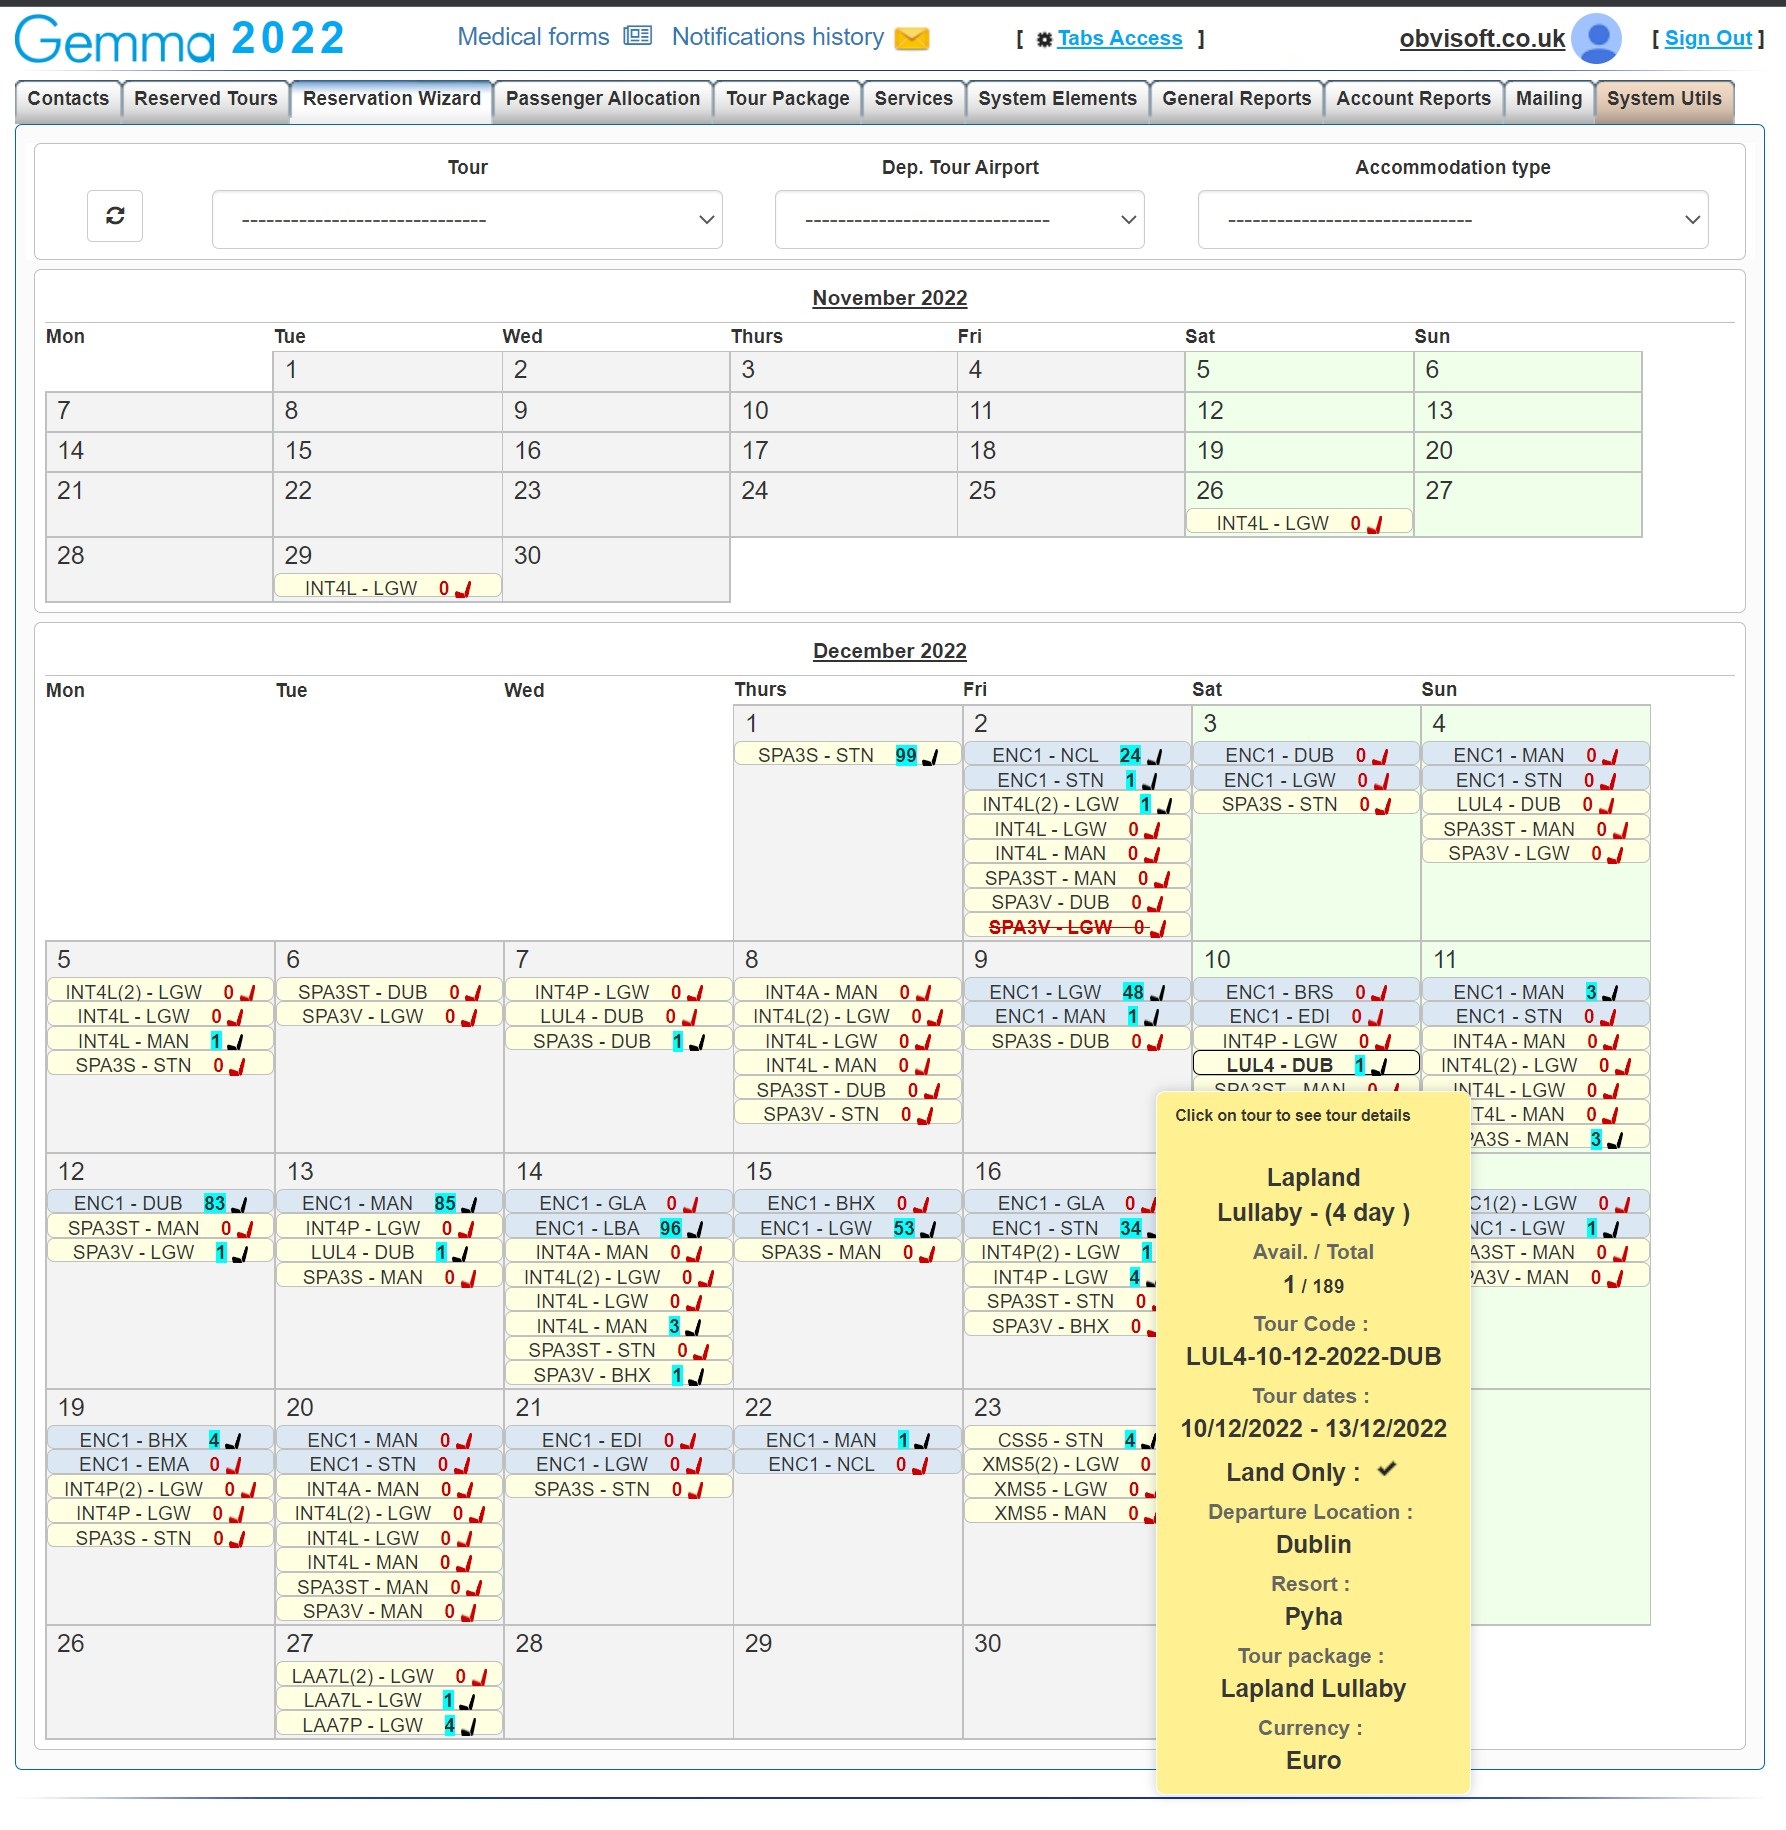 Gemma 2022 Medical forms Notifications history [ Tabs Access ] obvisoft.co.uk [ Sign Out ]
Contacts Reserved Tours Reservation Wizard Passenger Allocation Tour Package Services System Elements General Reports Account Reports Mailing System Utils
Tour Dep. Tour Airport Accommodation type
------------------------------ ------------------------------ ------------------------------
November 2022
Mon Tue Wed Thurs Fri Sat Sun
1 2 3 4 5 6
7 8 9 10 11 12 13
14 15 16 17 18 19 20
21 22 23 24 25 26 27
INT4L - LGW 0
28 29 30
INT4L - LGW 0
December 2022
Mon Tue Wed Thurs Fri Sat Sun
1 2 3 4
SPA3S - STN 99 ENC1 - NCL 24 ENC1 - DUB 0 ENC1 - MAN 0
ENC1 - STN 1 ENC1 - LGW 0 ENC1 - STN 0
INT4L(2) - LGW 1 SPA3S - STN 0 LUL4 - DUB 0
INT4L - LGW 0 SPA3ST - MAN 0
INT4L - MAN 0 SPA3V - LGW 0
SPA3ST - MAN 0
SPA3V - DUB 0
SPA3V - LGW 0
5 6 7 8 9 10 11
INT4L(2) - LGW 0 SPA3ST - DUB 0 INT4P - LGW 0 INT4A - MAN 0 ENC1 - LGW 48 ENC1 - BRS 0 ENC1 - MAN 3
INT4L - LGW 0 SPA3V - LGW 0 LUL4 - DUB 0 INT4L(2) - LGW 0 ENC1 - MAN 1 ENC1 - EDI 0 ENC1 - STN 0
INT4L - MAN 1 SPA3S - DUB 1 INT4L - LGW 0 SPA3S - DUB 0 INT4P - LGW 0 INT4A - MAN 0
SPA3S - STN 0 INT4L - MAN 0 LUL4 - DUB 1 INT4L(2) - LGW 0
SPA3ST - DUB 0 SPA3ST - MAN 0 INT4L - LGW 0
SPA3V - STN 0 T4L - MAN 0
PA3S - MAN 3
12 13 14 15 16
ENC1 - DUB 83 ENC1 - MAN 85 ENC1 - GLA 0 ENC1 - BHX 0 ENC1 - GLA 0 C1(2) - LGW 0
SPA3ST - MAN 0 INT4P - LGW 0 ENC1 - LBA 96 ENC1 - LGW 53 ENC1 - STN 34 NC1 - LGW 1
SPA3V - LGW 1 LUL4 - DUB 1 INT4A - MAN 0 SPA3S - MAN 0 INT4P(2) - LGW 1 A3ST - MAN 0
SPA3S - MAN 0 INT4L(2) - LGW 0 INT4P - LGW 4 PA3V - MAN 0
INT4L - LGW 0 SPA3ST - STN 0
INT4L - MAN 3 SPA3V - BHX 0
SPA3ST - STN 0
SPA3V - BHX 1
19 20 21 22 23
ENC1 - BHX 4 ENC1 - MAN 0 ENC1 - EDI 0 ENC1 - MAN 1 CSS5 - STN 4
ENC1 - EMA 0 ENC1 - STN 0 ENC1 - LGW 0 ENC1 - NCL 0 XMS5(2) - LGW 0
INT4P(2) - LGW 0 INT4A - MAN 0 SPA3S - STN 0 XMS5 - LGW 0
INT4P - LGW 0 INT4L(2) - LGW 0 XMS5 - MAN 0
SPA3S - STN 0 INT4L - LGW 0
INT4L - MAN 0
SPA3ST - MAN 0
SPA3V - MAN 0
26 27 28 29 30
LAA7L(2) - LGW 0
LAA7L - LGW 1
LAA7P - LGW 4
Click on tour to see tour details
Lapland
Lullaby - (4 day )
Avail. / Total
1 / 189
Tour Code :
LUL4-10-12-2022-DUB
Tour dates :
10/12/2022 - 13/12/2022
Land Only :
Departure Location :
Dublin
Resort :
Pyha
Tour package :
Lapland Lullaby
Currency :
Euro